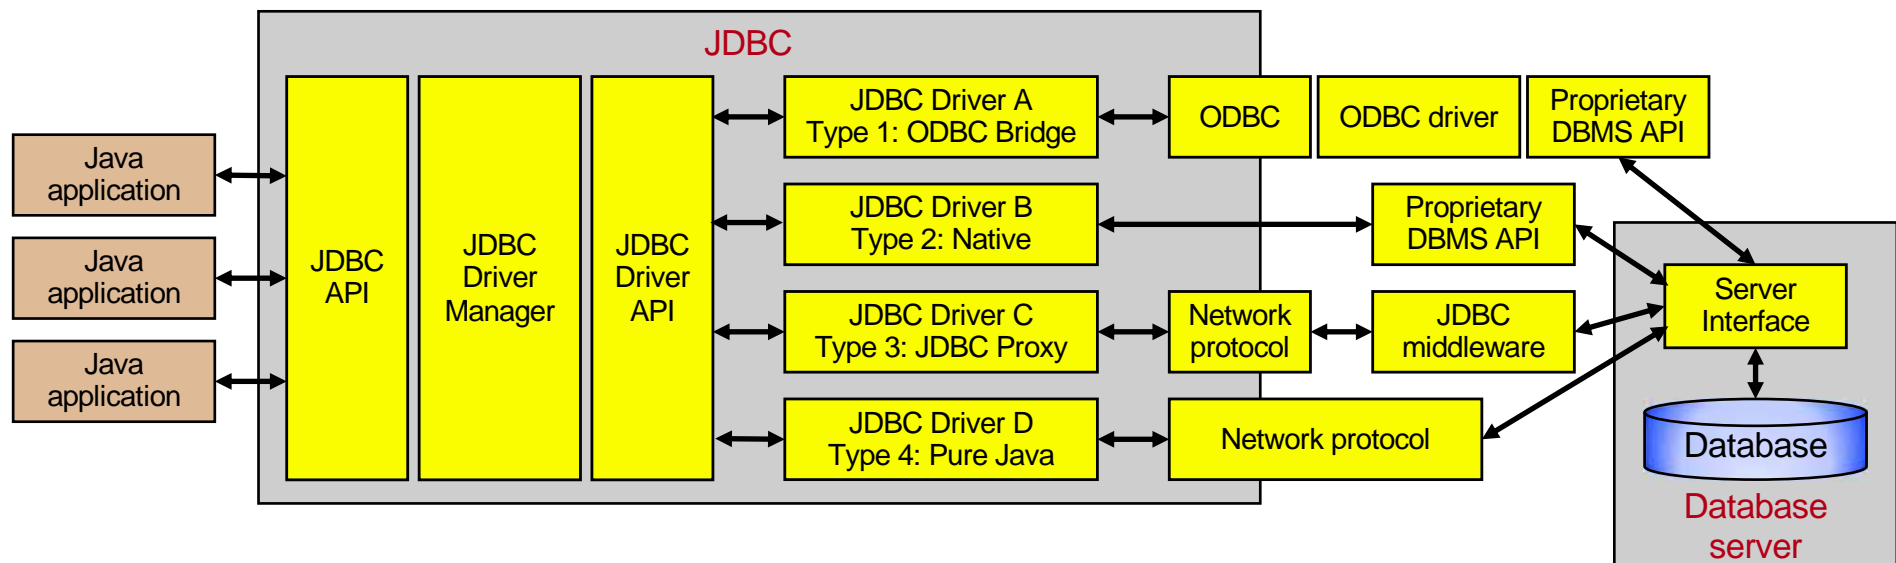 JDBC
Java
application
Java
application
Java
application
JDBC
API
JDBC
Driver
Manager
JDBC
Driver
API
JDBC Driver A
Type 1: ODBC Bridge
ODBC
ODBC driver
Proprietary
DBMS API
JDBC Driver B
Type 2: Native
Proprietary
DBMS API
JDBC Driver C
Type 3: JDBC Proxy
Network
protocol
JDBC
middleware
JDBC Driver D
Type 4: Pure Java
Network protocol
Server
Interface
Database
Database
server